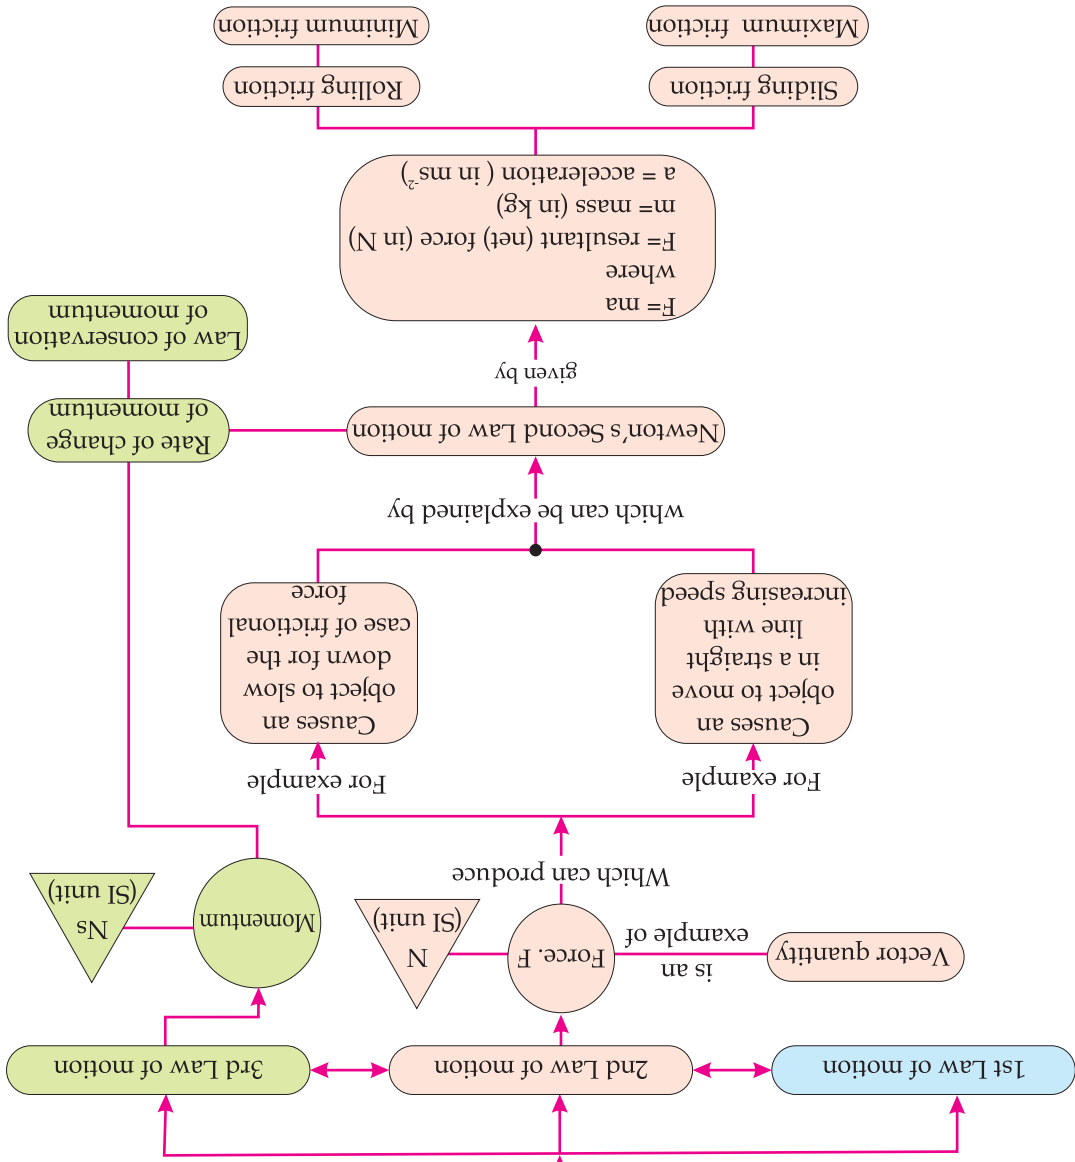 1st Law of motion
2nd Law of motion
3rd Law of motion
Vector quantity
is an
example of
Force. F
N
(SI unit)
Momentum
Ns
(SI unit)
Which can produce
For example
For example
Causes an
object to move
in a straight
line with
increasing speed
Causes an
object to slow
down for the
case of frictional
force
which can be explained by
Newton's Second Law of motion
Rate of change
of momentum
Law of conservation
of momentum
given by
F= ma
where
F= resultant (net) force (in N)
m= mass (in kg)
a = acceleration ( in ms⁻²)
Sliding friction
Rolling friction
Maximum friction
Minimum friction